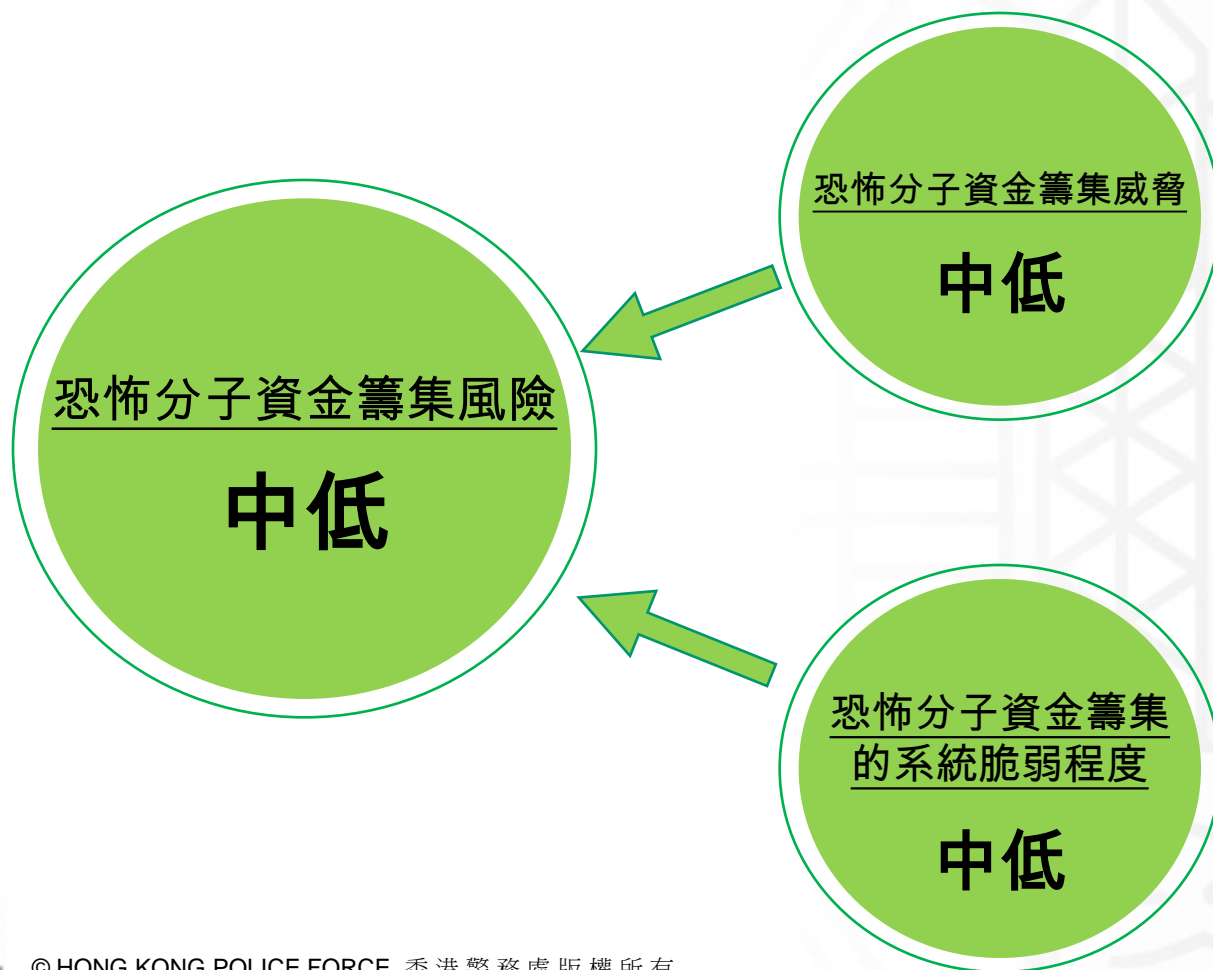 恐怖分子資金籌集威脅
中低
恐怖分子資金籌集風險
中低
恐怖分子資金籌集
的系統脆弱程度
中低
© HONG KONG POLICE FORCE 香港警務處版權所有